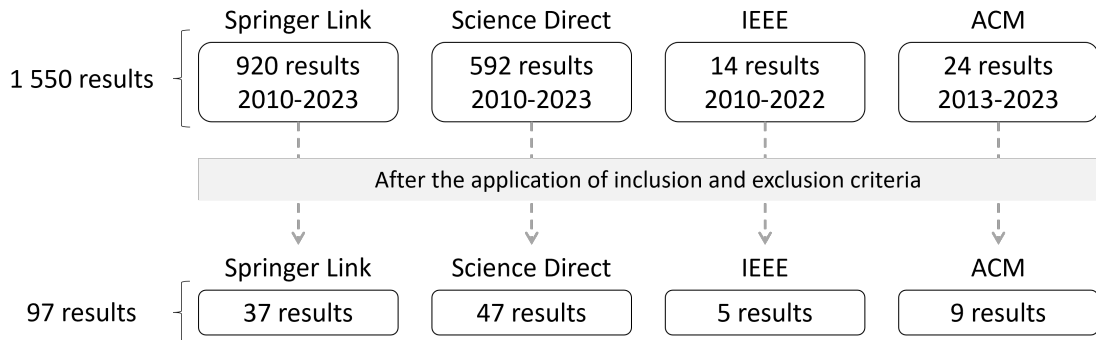 Springer Link
Science Direct
IEEE
ACM
1 550 results
920 results
2010-2023
592 results
2010-2023
14 results
2010-2022
24 results
2013-2023
After the application of inclusion and exclusion criteria
Springer Link
Science Direct
IEEE
ACM
97 results
37 results
47 results
5 results
9 results